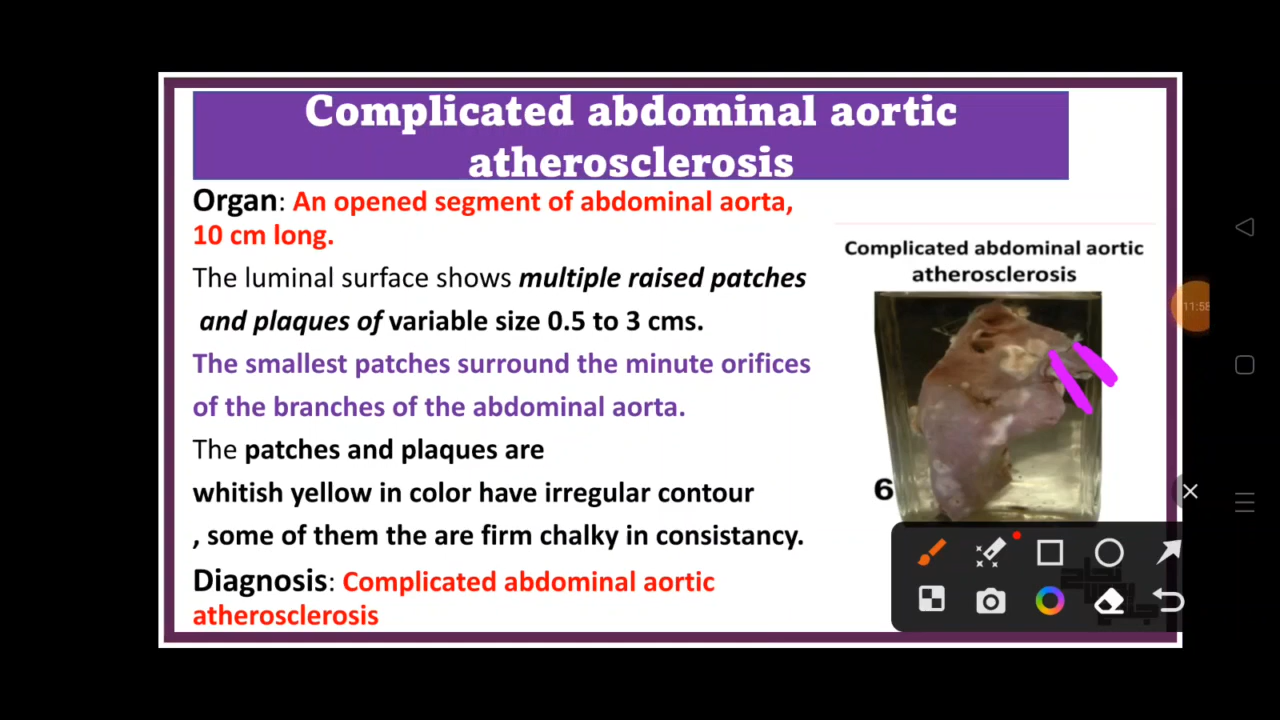 Complicated abdominal aortic
atherosclerosis
Organ: An opened segment of abdominal aorta,
10 cm long.
The luminal surface shows multiple raised patches
and plaques of variable size 0.5 to 3 cms.
The smallest patches surround the minute orifices
of the branches of the abdominal aorta.
The patches and plaques are
whitish yellow in color have irregular contour
, some of them the are firm chalky in consistancy.
Diagnosis: Complicated abdominal aortic
atherosclerosis
Complicated abdominal aortic
atherosclerosis
6
11:58